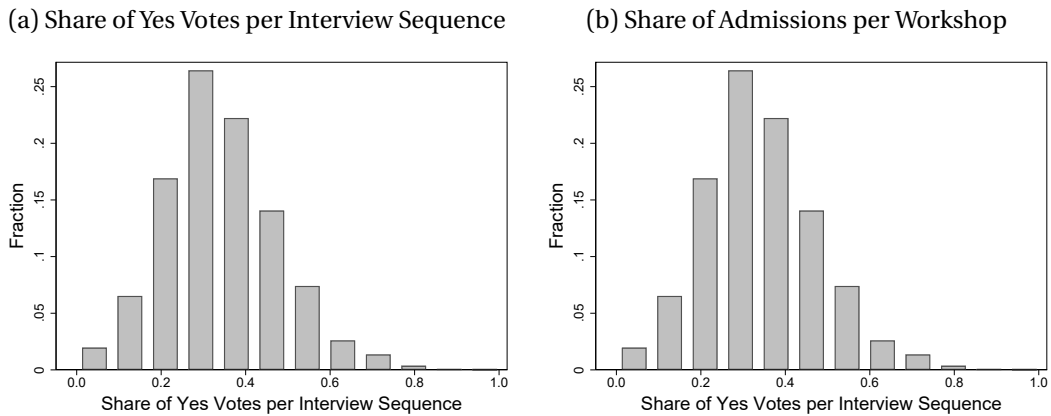 (a) Share of Yes Votes per Interview Sequence
(b) Share of Admissions per Workshop
Fraction
.25
.2
.15
.1
.05
0
0.0 0.2 0.4 0.6 0.8 1.0
Share of Yes Votes per Interview Sequence
Fraction
.25
.2
.15
.1
.05
0
0.0 0.2 0.4 0.6 0.8 1.0
Share of Yes Votes per Interview Sequence